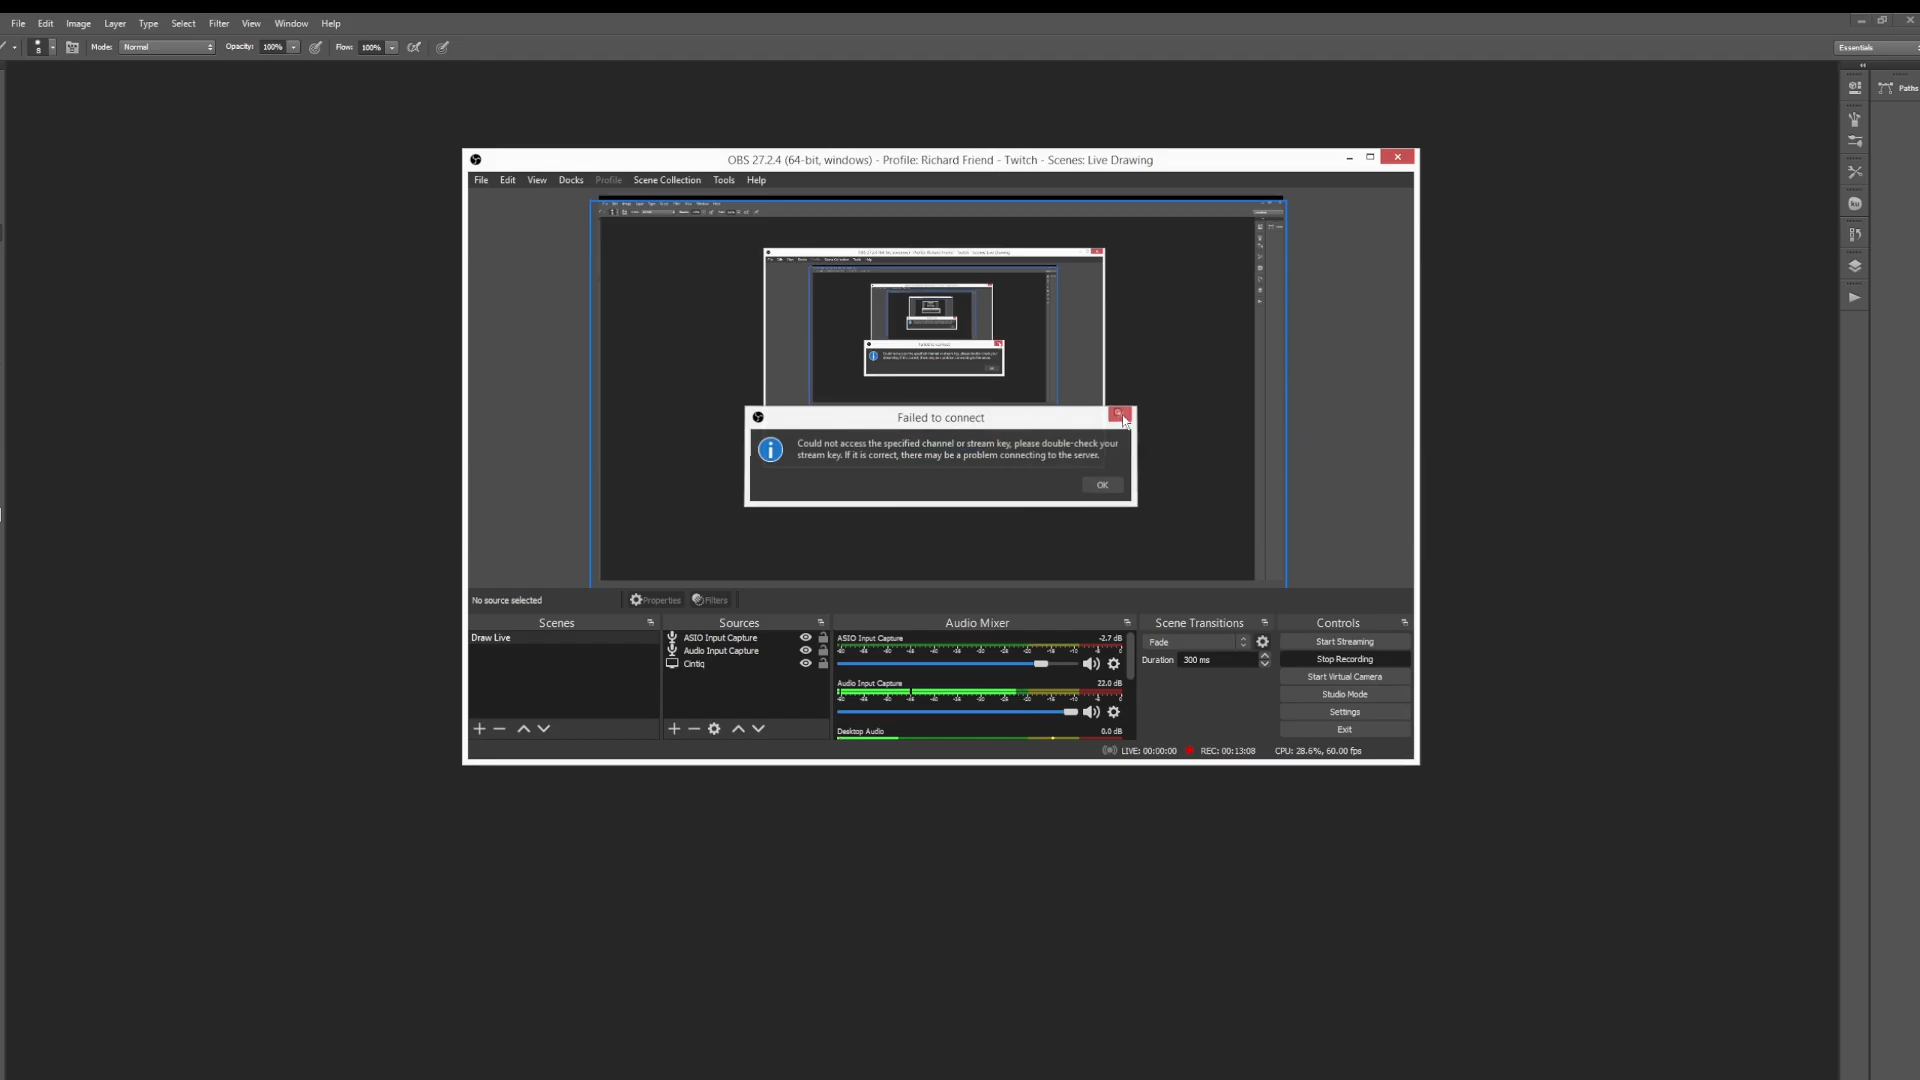 File Edit Image Layer Type Select Filter View Window Help
8 Mode: Normal Opacity: 100% Flow: 100% Essentials
Paths
OBS 27.2.4 (64-bit, windows) - Profile: Richard Friend - Twitch - Scenes: Live Drawing
File Edit View Docks Profile Scene Collection Tools Help
Failed to connect
Failed to connect
Could not access the specified channel or stream key, please double-check your
stream key. If it is correct, there may be a problem connecting to the server.
OK
No source selected Properties Filters
Scenes Sources Audio Mixer Scene Transitions Controls
Draw Live
ASIO Input Capture
Audio Input Capture
Cintiq
ASIO Input Capture -2.7 dB
Audio Input Capture 22.0 dB
Desktop Audio 0.0 dB
Fade
Duration 300 ms
Start Streaming
Stop Recording
Start Virtual Camera
Studio Mode
Settings
Exit
LIVE: 00:00:00 REC: 00:13:08 CPU: 28.6%, 60.00 fps